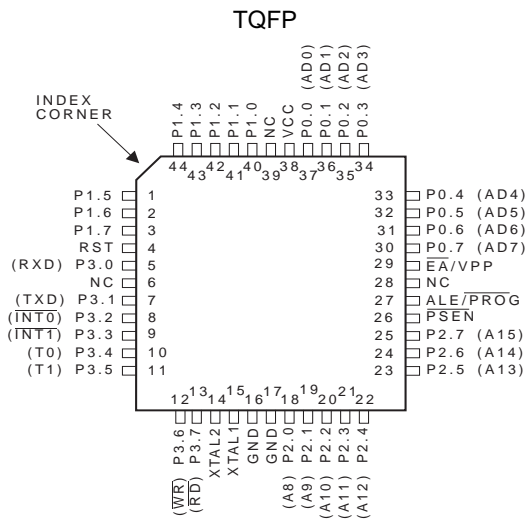 TQFP
INDEX
CORNER
P1.4
P1.3
P1.2
P1.1
P1.0
NC
VCC
P0.0 (AD0)
P0.1 (AD1)
P0.2 (AD2)
P0.3 (AD3)
44
43
42
41
40
39
38
37
36
35
34
P1.5 1
P1.6 2
P1.7 3
RST 4
(RXD) P3.0 5
NC 6
(TXD) P3.1 7
(INT0) P3.2 8
(INT1) P3.3 9
(T0) P3.4 10
(T1) P3.5 11
33 P0.4 (AD4)
32 P0.5 (AD5)
31 P0.6 (AD6)
30 P0.7 (AD7)
29 EA/VPP
28 NC
27 ALE/PROG
26 PSEN
25 P2.7 (A15)
24 P2.6 (A14)
23 P2.5 (A13)
12
13
14
15
16
17
18
19
20
21
22
(WR) P3.6
(RD) P3.7
XTAL2
XTAL1
GND
GND
(A8) P2.0
(A9) P2.1
(A10) P2.2
(A11) P2.3
(A12) P2.4